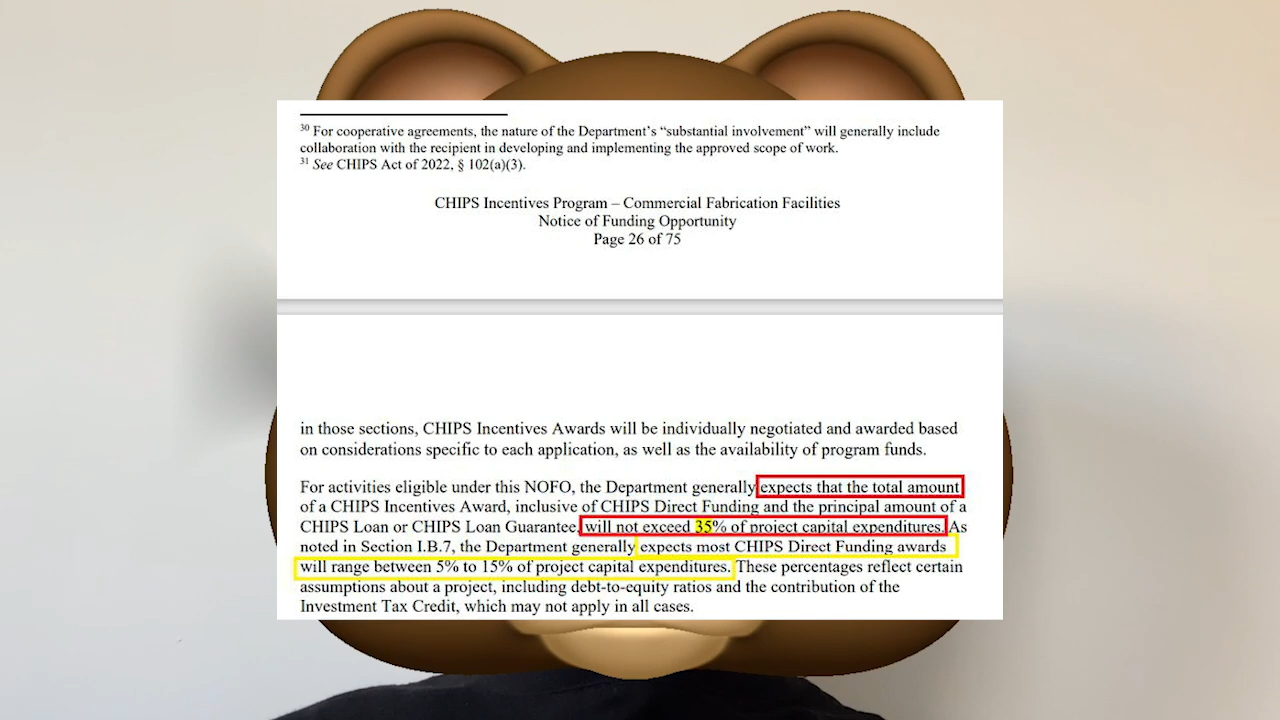 30 For cooperative agreements, the nature of the Department's “substantial involvement” will generally include
collaboration with the recipient in developing and implementing the approved scope of work.
31 See CHIPS Act of 2022, § 102(a)(3).
CHIPS Incentives Program – Commercial Fabrication Facilities
Notice of Funding Opportunity
Page 26 of 75
in those sections, CHIPS Incentives Awards will be individually negotiated and awarded based
on considerations specific to each application, as well as the availability of program funds.
For activities eligible under this NOFO, the Department generally expects that the total amount
of a CHIPS Incentives Award, inclusive of CHIPS Direct Funding and the principal amount of a
CHIPS Loan or CHIPS Loan Guarantee, will not exceed 35% of project capital expenditures. As
noted in Section I.B.7, the Department generally expects most CHIPS Direct Funding awards
will range between 5% to 15% of project capital expenditures. These percentages reflect certain
assumptions about a project, including debt-to-equity ratios and the contribution of the
Investment Tax Credit, which may not apply in all cases.